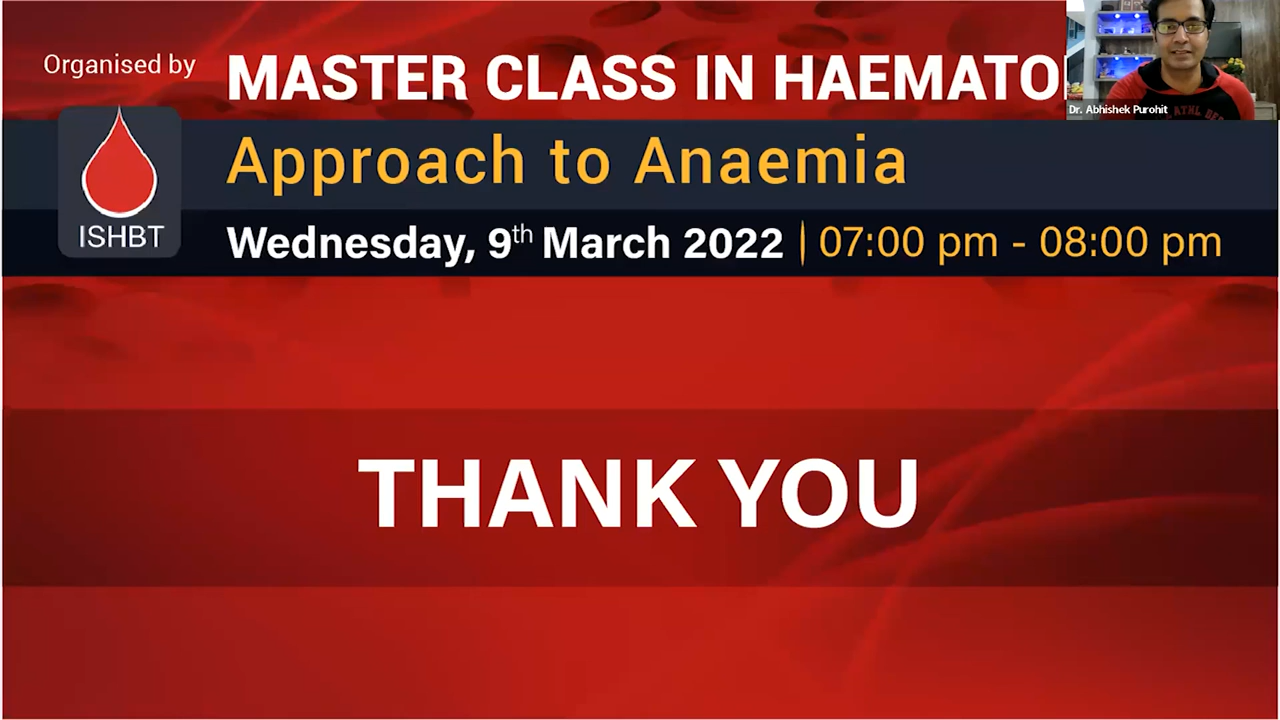 Organised by
MASTER CLASS IN HAEMATO
Dr. Abhishek Purohit
Approach to Anaemia
ISHBT
Wednesday, 9th March 2022 | 07:00 pm - 08:00 pm
THANK YOU